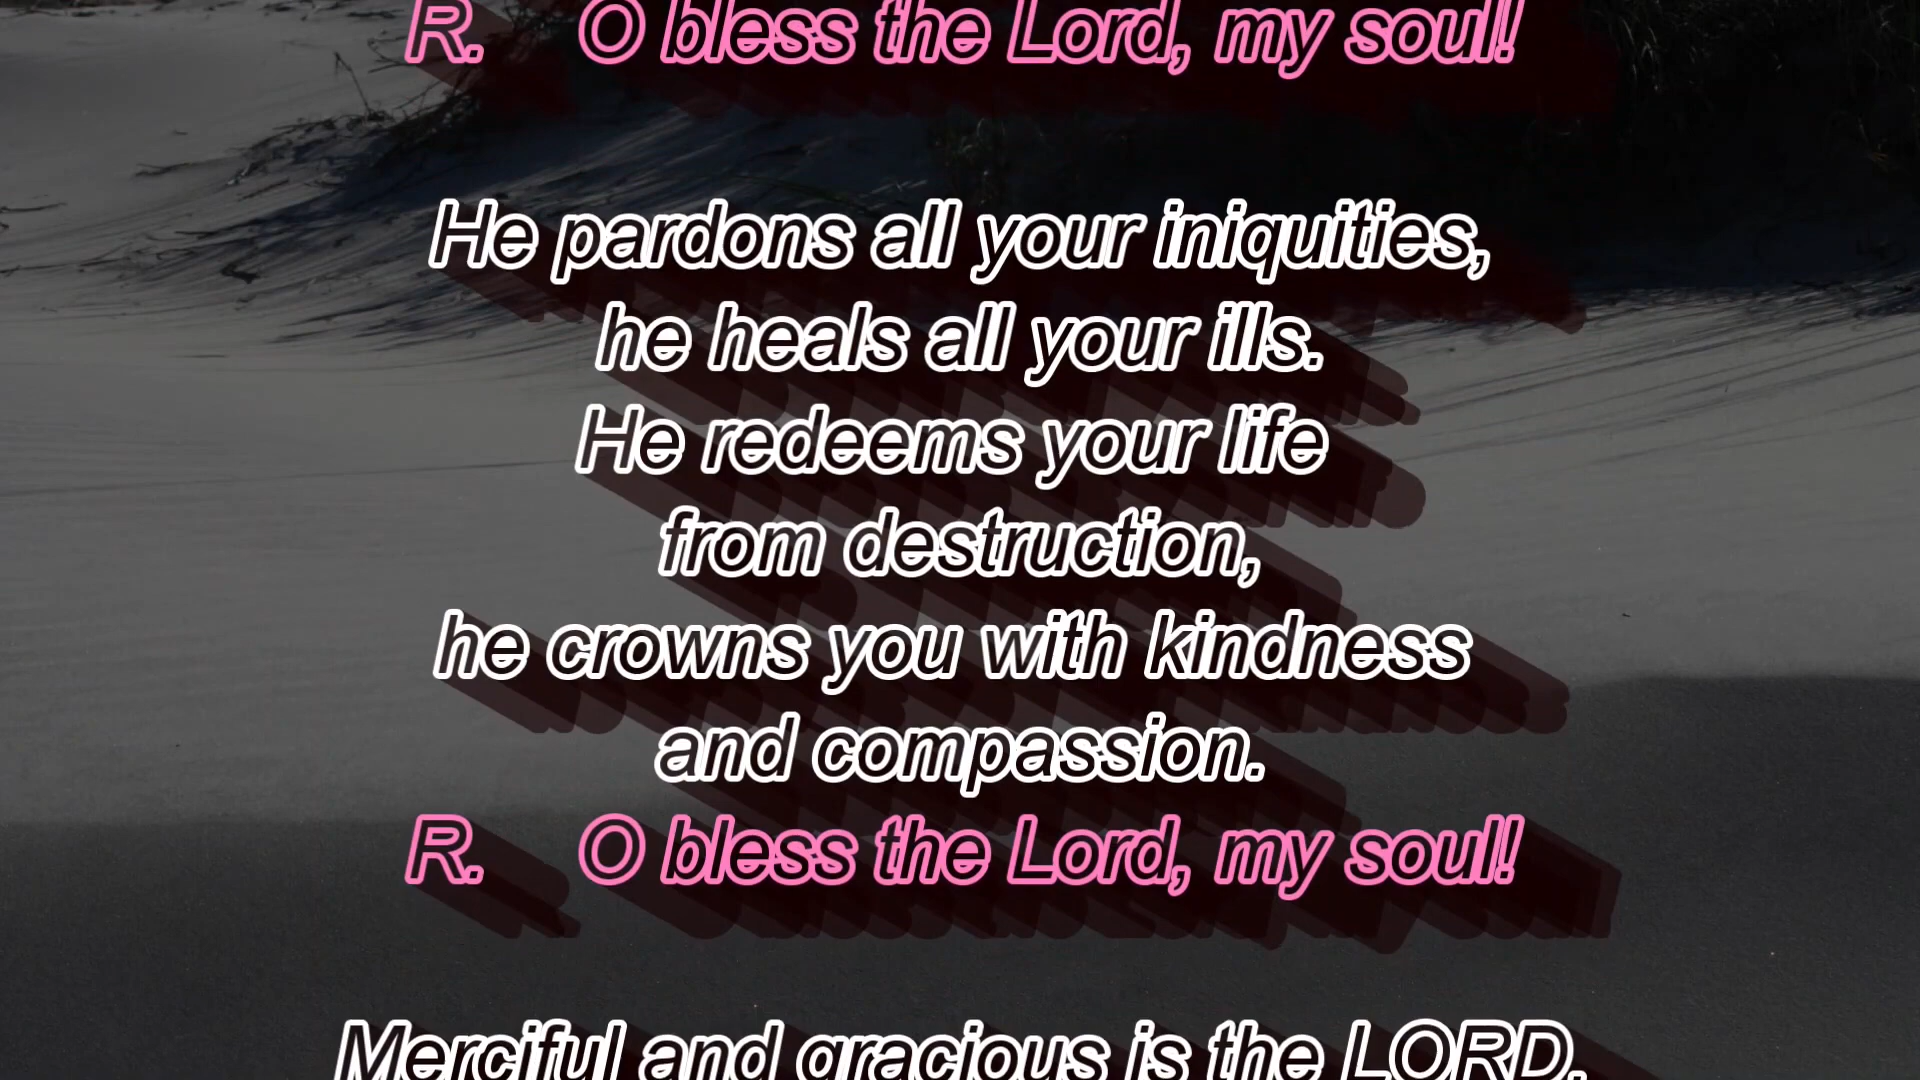 R. O bless the Lord, my soul!
He pardons all your iniquities,
he heals all your ills.
He redeems your life
from destruction,
he crowns you with kindness
and compassion.
R. O bless the Lord, my soul!
Merciful and gracious is the LORD,